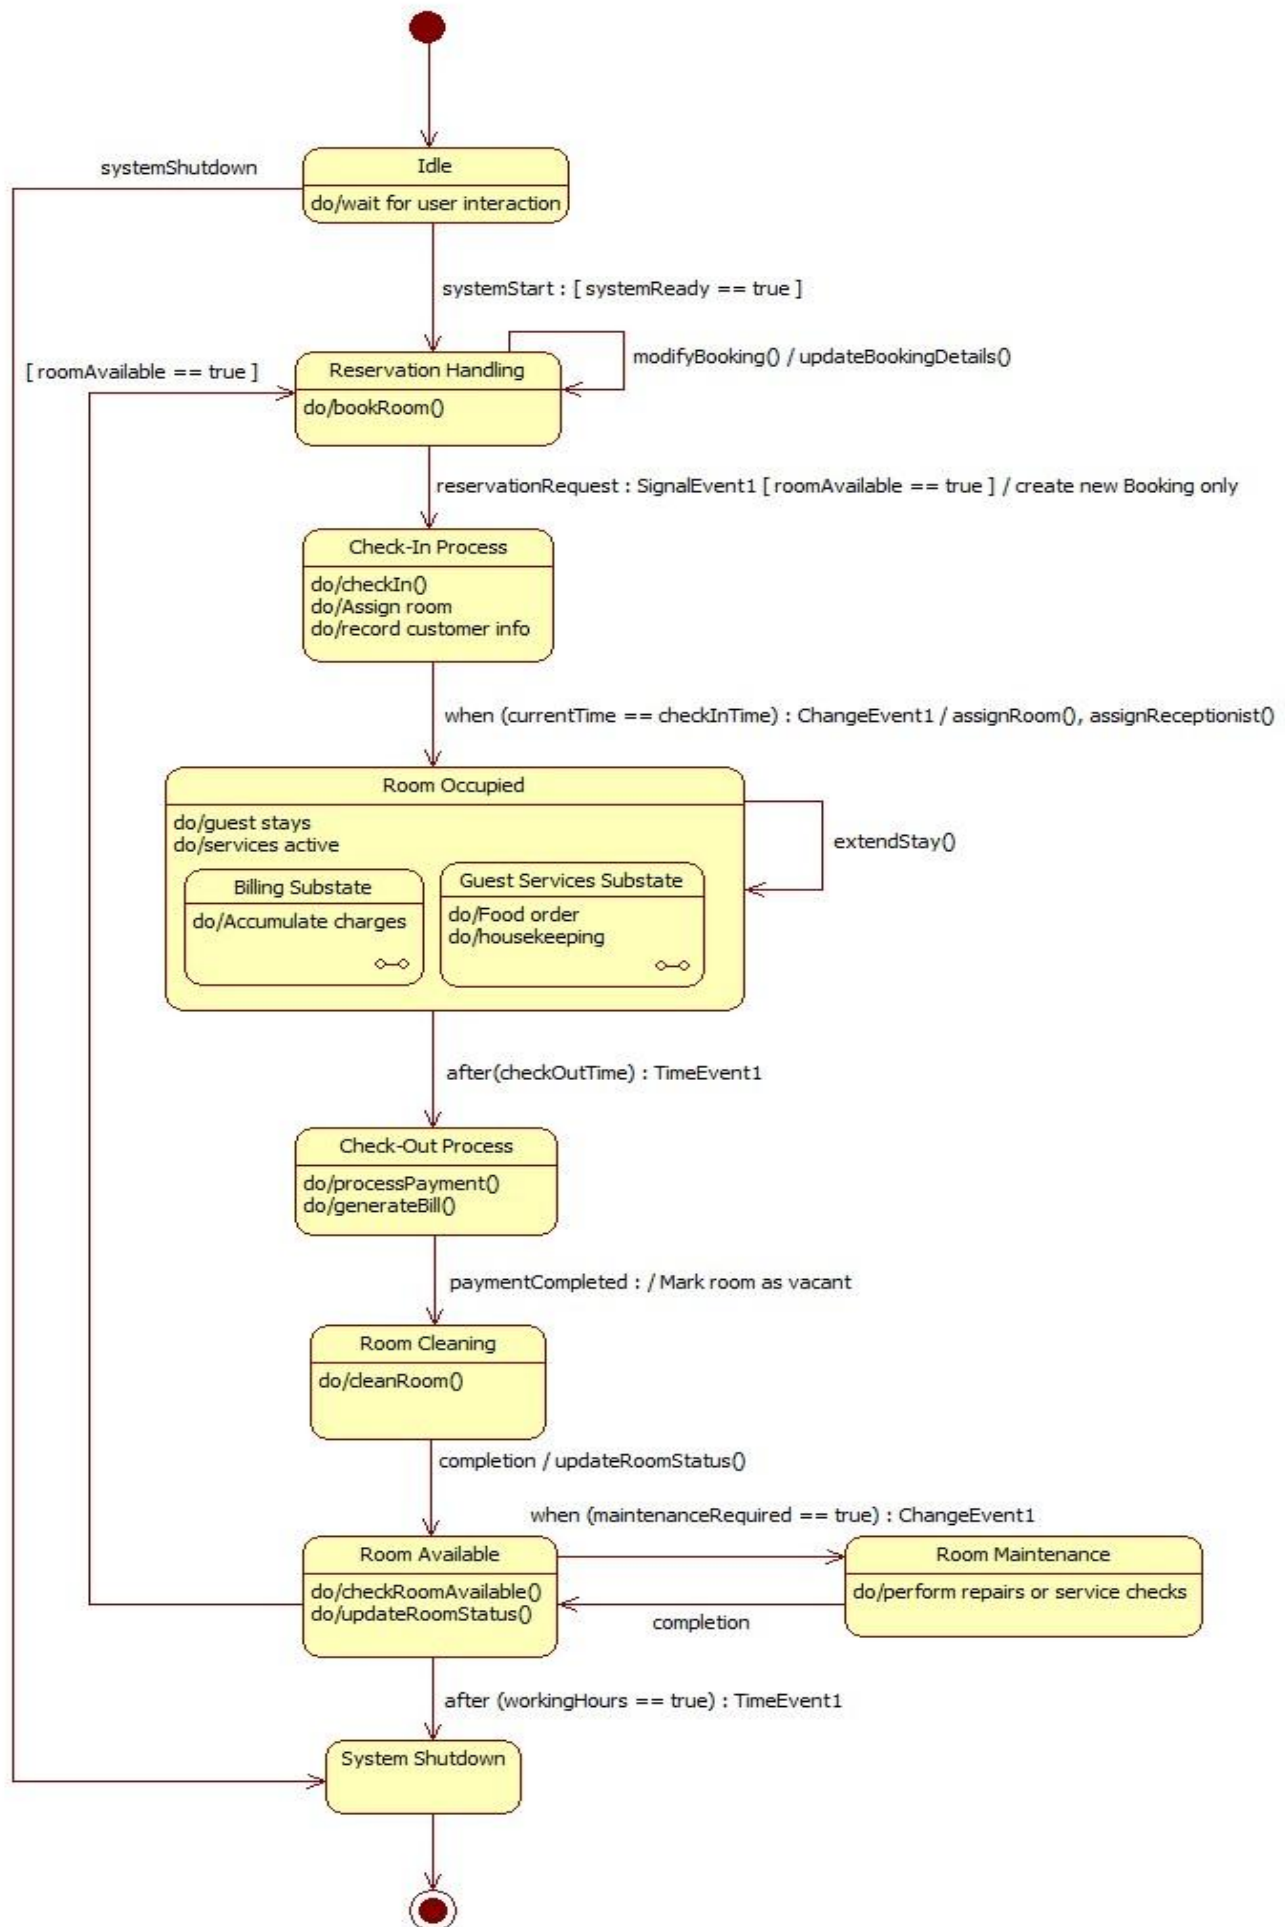 Idle
systemShutdown
do/wait for user interaction
systemStart : [ systemReady == true ]
modifyBooking() / updateBookingDetails()
[ roomAvailable == true ]
Reservation Handling
do/bookRoom()
reservationRequest : SignalEvent1 [ roomAvailable == true ] / create new Booking only
Check-In Process
do/checkIn()
do/Assign room
do/record customer info
when (currentTime == checkInTime) : ChangeEvent1 / assignRoom(), assignReceptionist()
Room Occupied
do/guest stays
do/services active
extendStay()
Billing Substate
do/Accumulate charges
Guest Services Substate
do/Food order
do/housekeeping
after(checkOutTime) : TimeEvent1
Check-Out Process
do/processPayment()
do/generateBill()
paymentCompleted : / Mark room as vacant
Room Cleaning
do/cleanRoom()
completion / updateRoomStatus()
when (maintenanceRequired == true) : ChangeEvent1
Room Available
do/checkRoomAvailable()
do/updateRoomStatus()
Room Maintenance
do/perform repairs or service checks
completion
after (workingHours == true) : TimeEvent1
System Shutdown